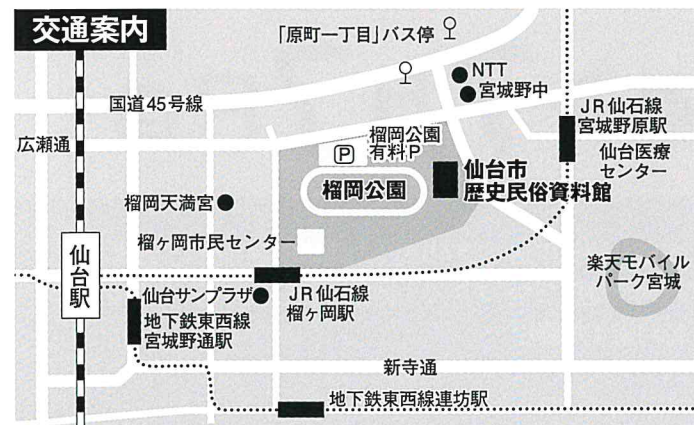 交通案内
「原町一丁目」バス停
NTT
宮城野中
国道45号線
JR仙石線
宮城野原駅
広瀬通
榴岡公園
有料P
P
仙台医療
センター
榴岡公園
仙台市
歴史民俗資料館
榴岡天満宮
榴ヶ岡市民センター
仙台駅
楽天モバイル
パーク宮城
仙台サンプラザ
JR仙石線
榴ヶ岡駅
地下鉄東西線
宮城野通駅
新寺通
地下鉄東西線連坊駅